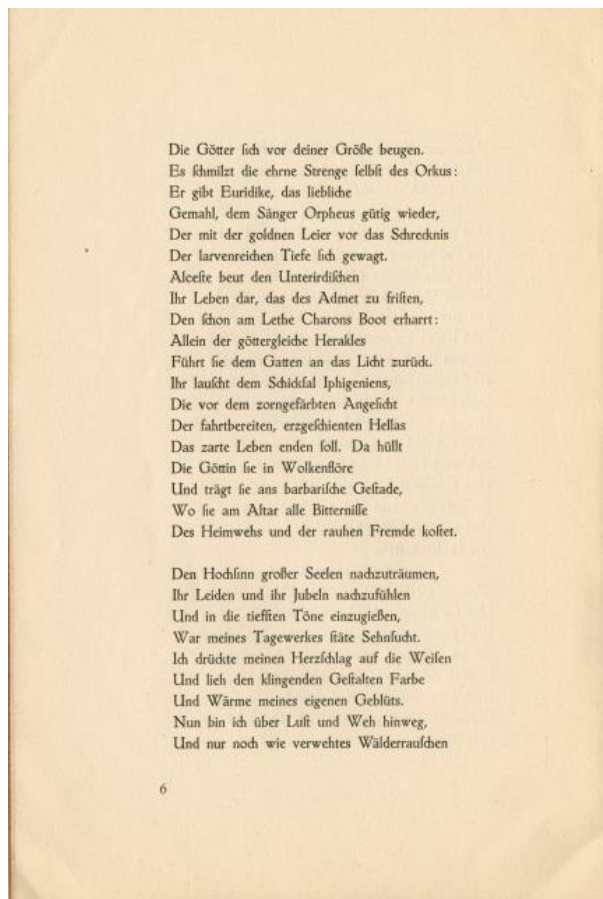 Die Götter ſich vor deiner Größe beugen.
Es ſchmilzt die ehrne Strenge ſelbſt des Orkus:
Er gibt Euridike, das liebliche
Gemahl, dem Sänger Orpheus gütig wieder,
Der mit der goldnen Leier vor das Schrecknis
Der larvenreichen Tiefe ſich gewagt.
Alceſte beut den Unterirdiſchen
Ihr Leben dar, das des Admet zu friſten,
Den ſchon am Lethe Charons Boot erharrt:
Allein der göttergleiche Herakles
Führt ſie dem Gatten an das Licht zurück.
Ihr lauſcht dem Schickſal Iphigeniens,
Die vor dem zorngefärbten Angeſicht
Der fahrtbereiten, erzgeſchienten Hellas
Das zarte Leben enden ſoll. Da hüllt
Die Göttin ſie in Wolkenflöre
Und trägt ſie ans barbariſche Geſtade,
Wo ſie am Altar alle Bitterniſſe
Des Heimwehs und der rauhen Fremde koſtet.

Den Hochſinn großer Seelen nachzuträumen,
Ihr Leiden und ihr Jubeln nachzufühlen
Und in die tiefſten Töne einzugießen,
War meines Tagewerkes ſtäte Sehnſucht.
Ich drückte meinen Herzſchlag auf die Weiſen
Und lieh den klingenden Geſtalten Farbe
Und Wärme meines eigenen Geblüts.
Nun bin ich über Luſt und Weh hinweg,
Und nur noch wie verwehtes Wälderrauſchen
6